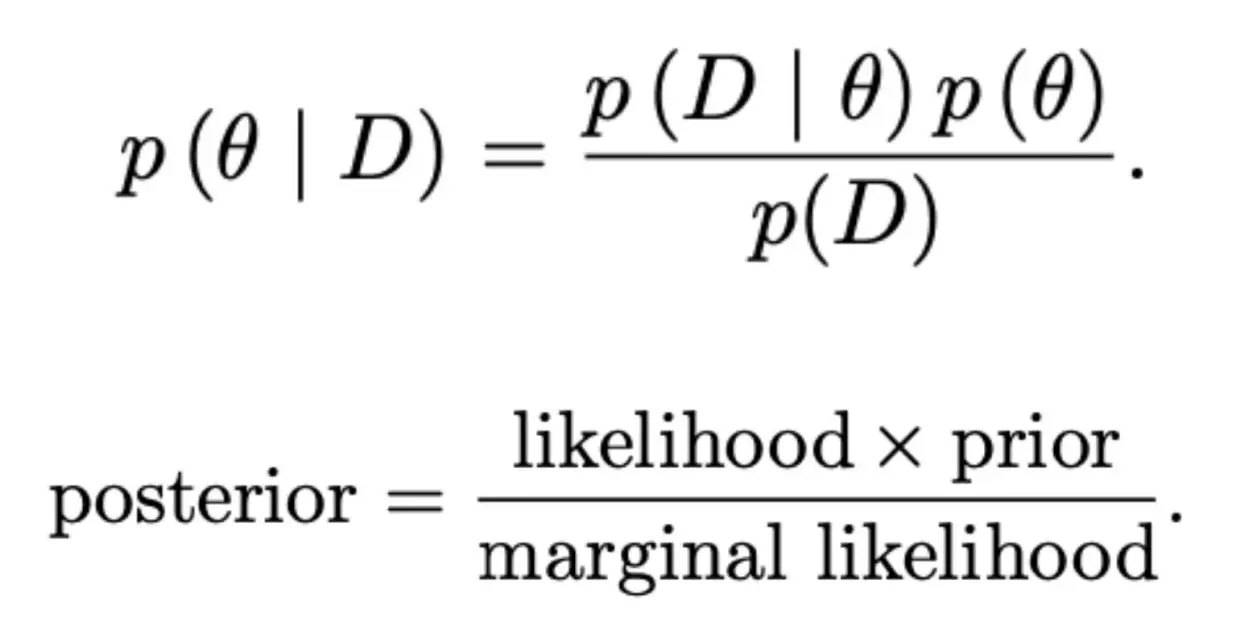 p (θ | D) = p (D | θ) p (θ) / p(D) .
posterior = likelihood × prior / marginal likelihood .